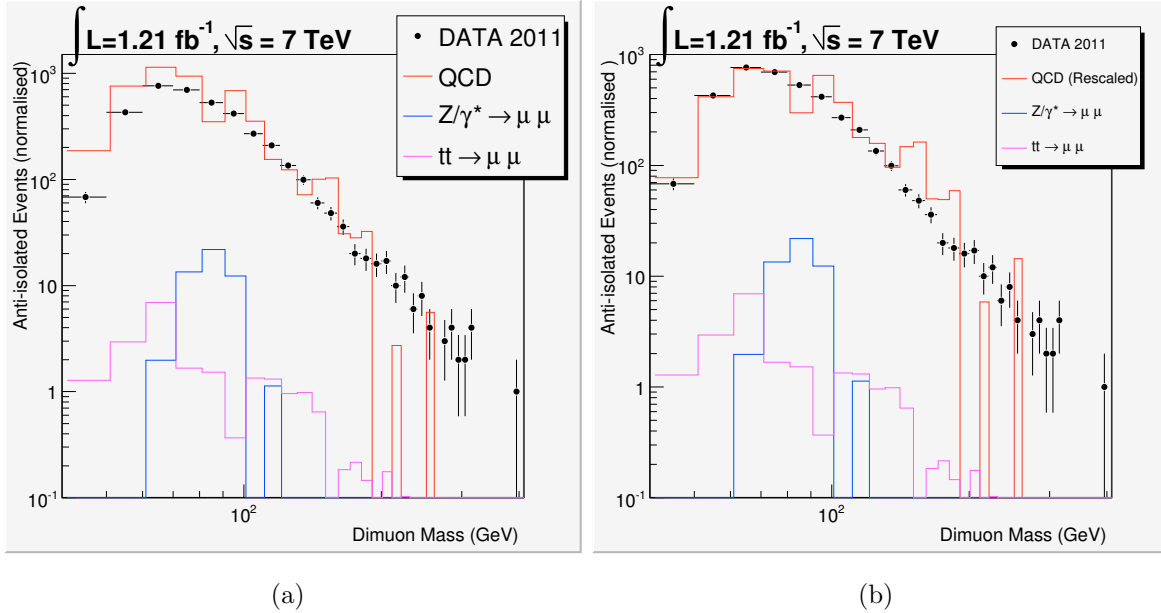 ∫ L=1.21 fb⁻¹, √s = 7 TeV
DATA 2011
QCD
Z/γ* → μ μ
tt → μ μ
Anti-isolated Events (normalised)
10³
10²
10
1
10⁻¹
10²
Dimuon Mass (GeV)
(a)
∫ L=1.21 fb⁻¹, √s = 7 TeV
DATA 2011
QCD (Rescaled)
Z/γ* → μ μ
tt → μ μ
Anti-isolated Events (normalised )
10³
10²
10
1
10⁻¹
10²
Dimuon Mass (GeV)
(b)